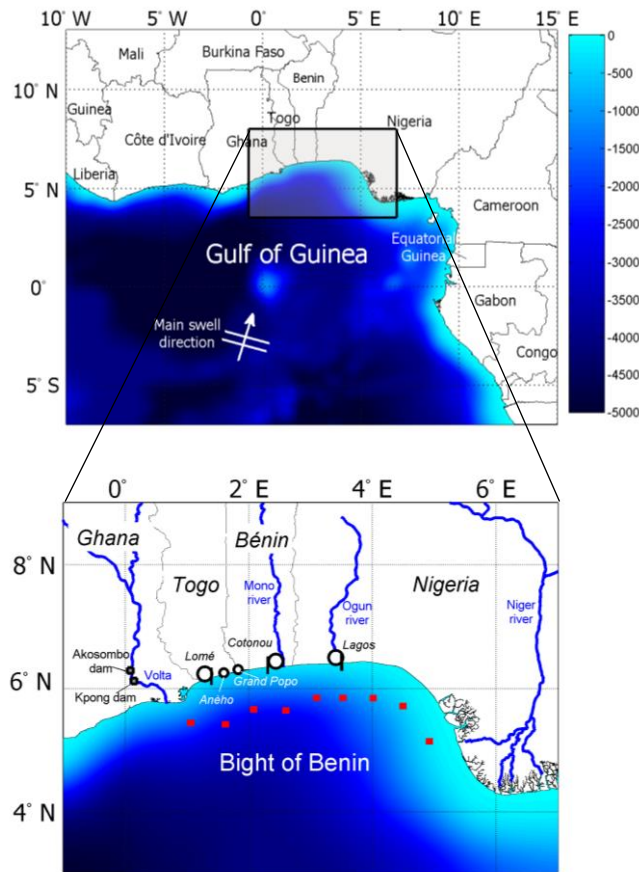 10° W 5° W 0° 5° E 10° E 15° E
10° N
5° N
0°
5° S
Mali
Burkina Faso
Benin
Guinea
Togo
Nigeria
Côte d'Ivoire
Ghana
Liberia
Cameroon
Equatorial
Guinea
Gulf of Guinea
Gabon
Main swell
direction
Congo
0
-500
-1000
-1500
-2000
-2500
-3000
-3500
-4000
-4500
-5000
0° 2° E 4° E 6° E
8° N
6° N
4° N
Ghana
Bénin
Togo
Nigeria
Mono
river
Ogun
river
Niger
river
Akosombo
dam
Lomé
Cotonou
Lagos
Volta
Grand Popo
Kpong dam
Aného
Bight of Benin